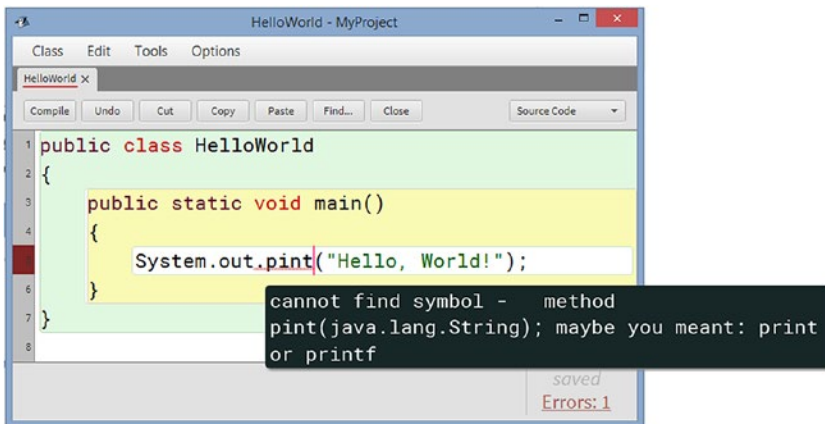 HelloWorld - MyProject
Class Edit Tools Options
HelloWorld
Compile Undo Cut Copy Paste Find... Close Source Code
1 public class HelloWorld
2 {
3 public static void main()
4 {
System.out.pint("Hello, World!");
6 }
7 }
8
cannot find symbol - method
pint(java.lang.String); maybe you meant: print
or printf
saved
Errors: 1